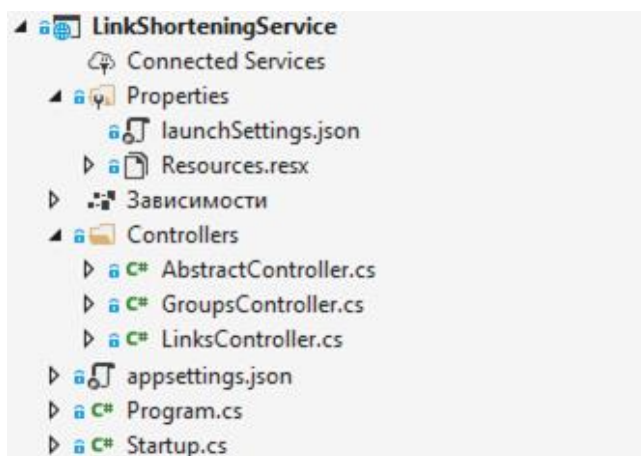 LinkShorteningService
Connected Services
Properties
launchSettings.json
Resources.resx
Зависимости
Controllers
C# AbstractController.cs
C# GroupsController.cs
C# LinksController.cs
appsettings.json
C# Program.cs
C# Startup.cs